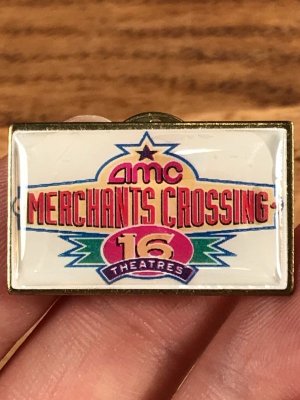 amc
MERCHANTS CROSSING
16
THEATRES